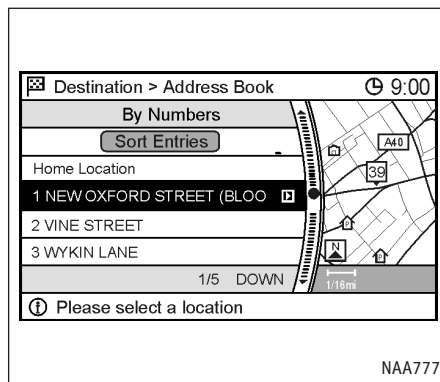 Destination > Address Book 9:00
By Numbers
Sort Entries
Home Location
1 NEW OXFORD STREET (BLOO
2 VINE STREET
3 WYKIN LANE
1/5 DOWN
A40
39
P
P
N
1/16mi
Please select a location
NAA777